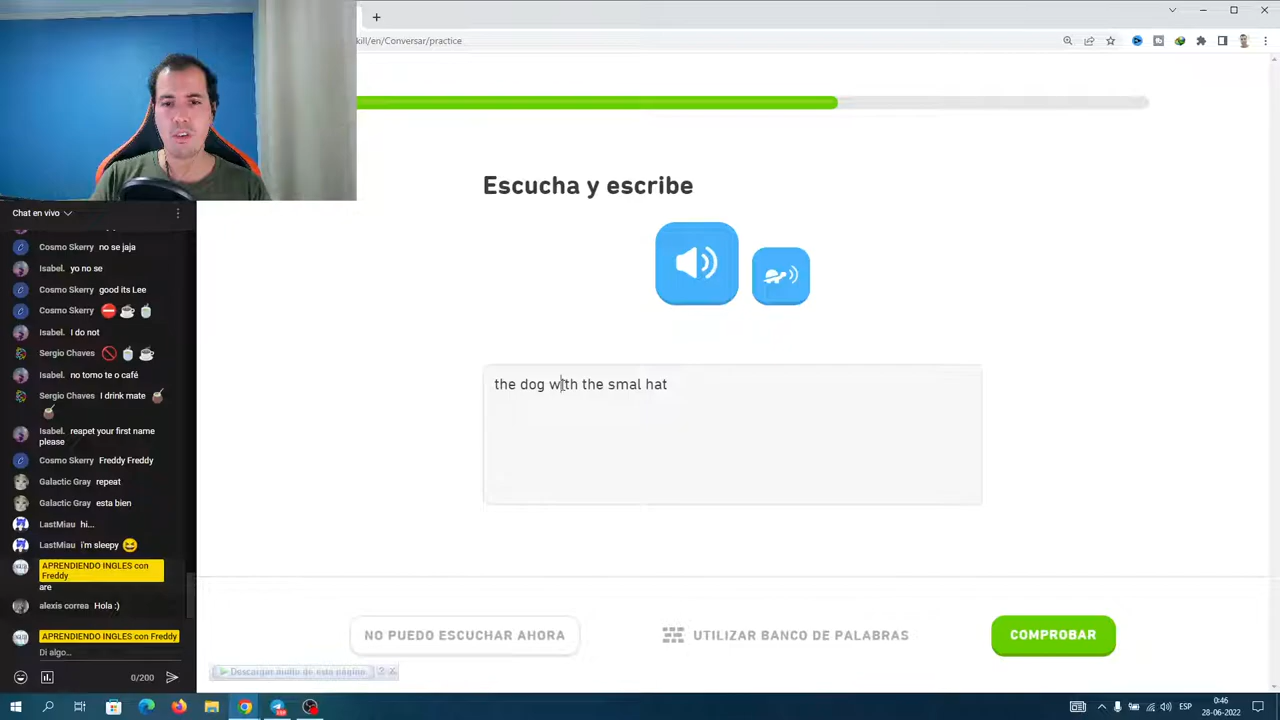 kill/en/Conversar/practice
Escucha y escribe
the dog with the smal hat
NO PUEDO ESCUCHAR AHORA
UTILIZAR BANCO DE PALABRAS
COMPROBAR
Descargar audio de esta página
? X
Chat en vivo
Cosmo Skerry no se jaja
Isabel. yo no se
Cosmo Skerry good its Lee
Cosmo Skerry ⛔ ☕ 🍵
Isabel. I do not
Sergio Chaves 🚫 🍵 ☕
Isabel. no tomo te o café
Sergio Chaves I drink mate 🧉
🧉
Isabel. reapet your first name
please
Cosmo Skerry Freddy Freddy
Galactic Gray repeat
Galactic Gray esta bien
LastMiau hi...
LastMiau i'm sleepy 😆
APRENDIENDO INGLES con
Freddy
are
alexis correa Hola :)
APRENDIENDO INGLES con Freddy
Di algo...
0/200
ESP
0:46
28-06-2022